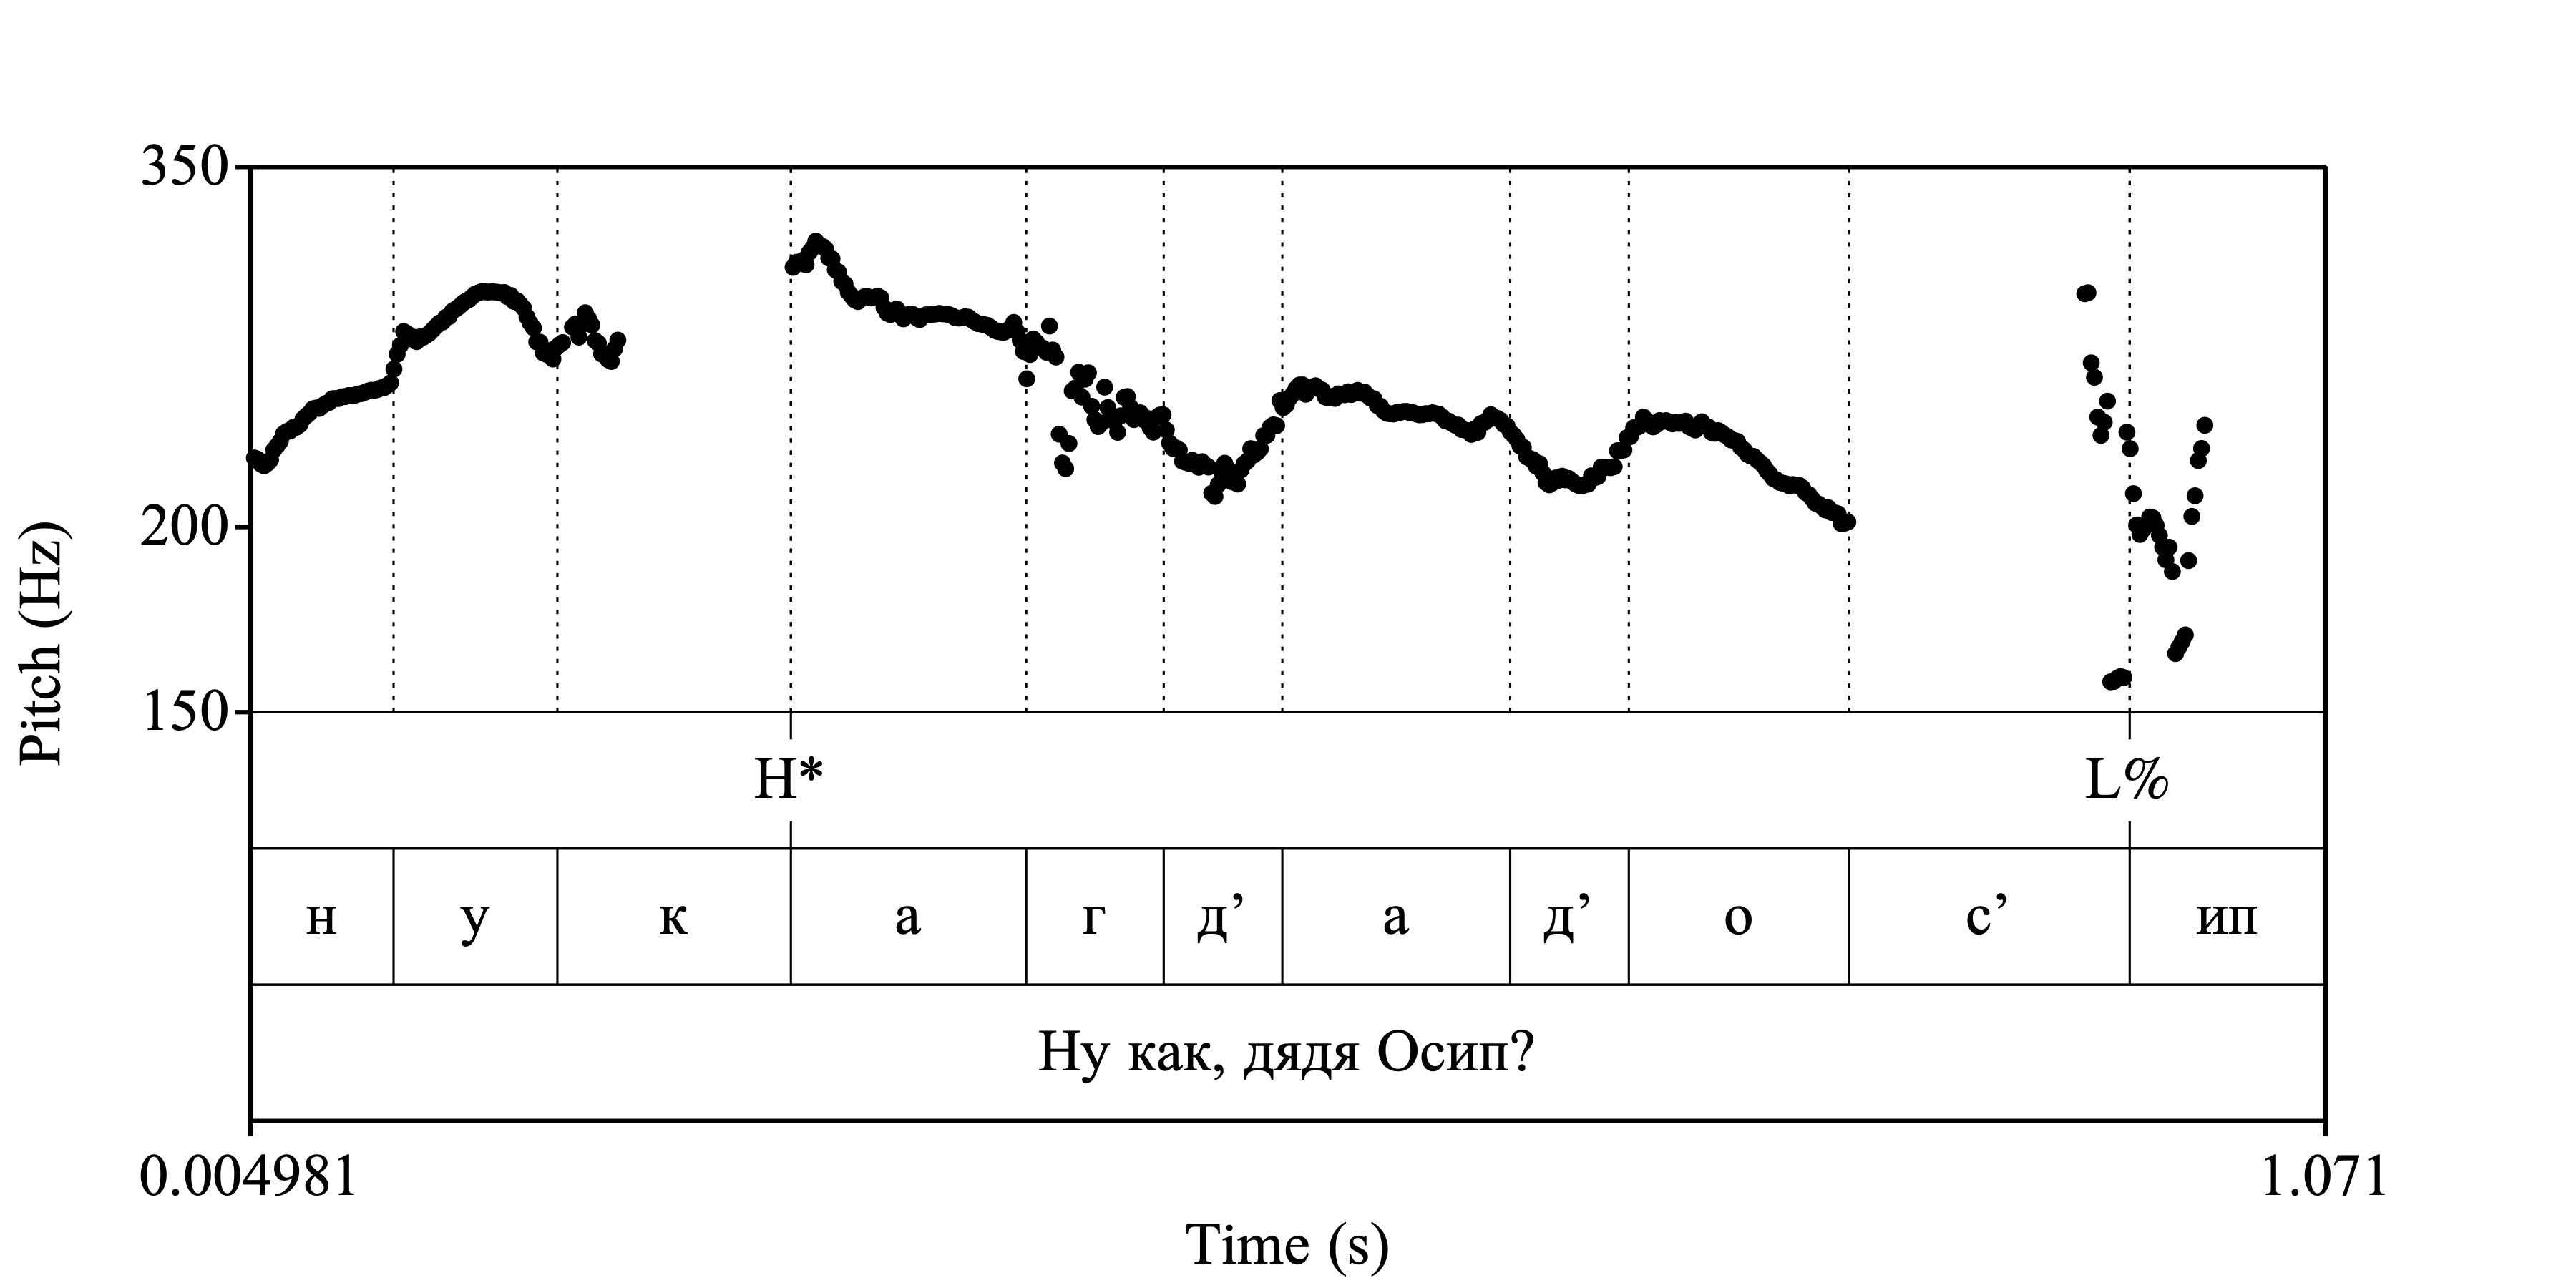 350
200
150
Pitch (Hz)
H* L%
н у к а г д’ а д’ о с’ ип
Ну как, дядя Осип?
0.004981 1.071
Time (s)